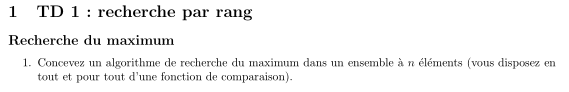 1 TD 1 : recherche par rang
Recherche du maximum
1. Concevez un algorithme de recherche du maximum dans un ensemble à n éléments (vous disposez en
tout et pour tout d'une fonction de comparaison).